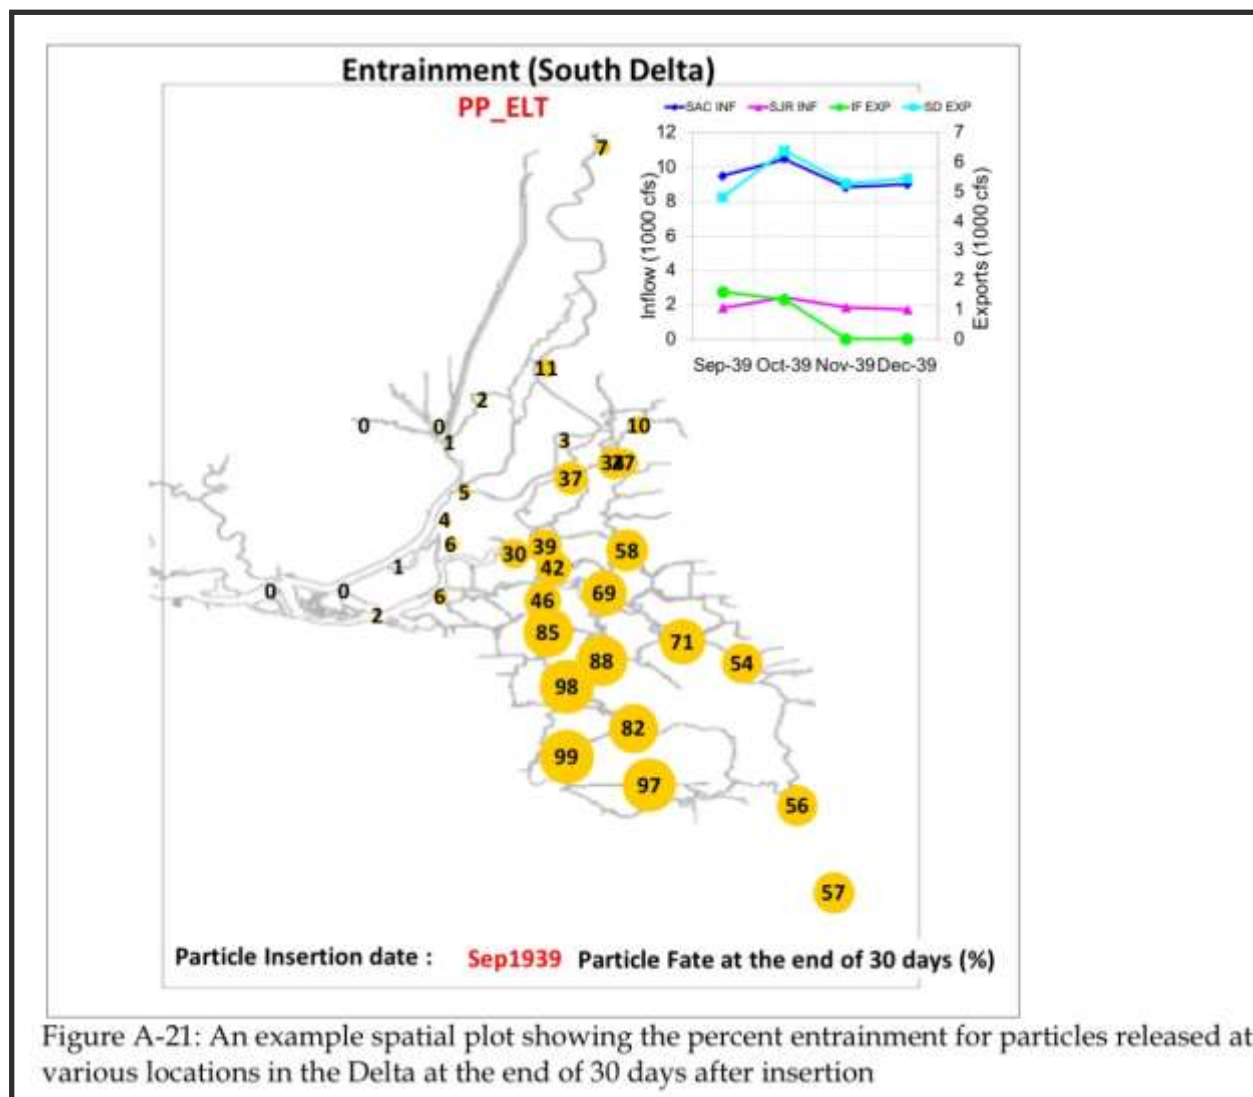 Entrainment (South Delta)
PP_ELT
SAC INF SJR INF IF EXP SD EXP
12 7
10 6
8 5
6 4
4 3
2 2
0 1
0
Inflow (1000 cfs)
Exports (1000 cfs)
Sep-39 Oct-39 Nov-39 Dec-39
7
11
2
0 0 10
1 3
37
37
5
4
6 30 39 58
1 42
0 0 6 46 69
2
85 71
88 54
98
82
99
97
56
57
Particle Insertion date : Sep1939 Particle Fate at the end of 30 days (%)
Figure A-21: An example spatial plot showing the percent entrainment for particles released at
various locations in the Delta at the end of 30 days after insertion